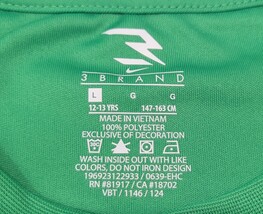 3BRAND
L G G
12-13 YRS 147-163 CM
MADE IN VIETNAM
100% POLYESTER
EXCLUSIVE OF DECORATION
WASH INSIDE OUT WITH LIKE
COLORS. DO NOT IRON DESIGN
196923122933 / 0639-EHC
RN #81917 / CA #18702
VBT / 1146 / 124